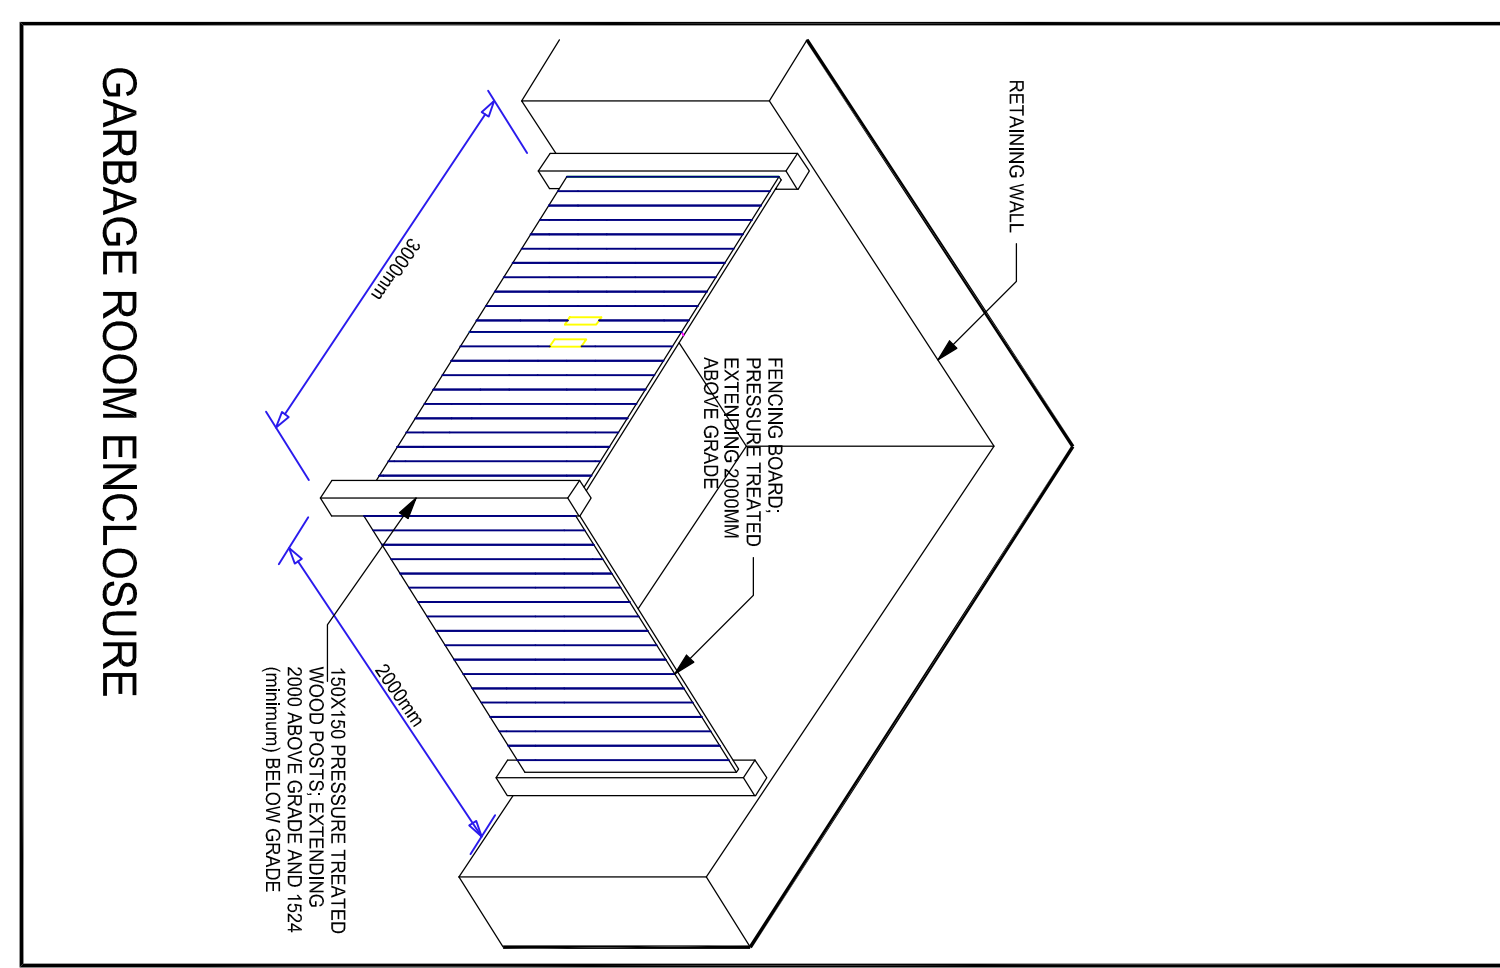 RETAINING WALL
FENCING BOARD;
PRESSURE TREATED
EXTENDING 2000MM
ABOVE GRADE
3000mm
2000mm
150X150 PRESSURE TREATED
WOOD POSTS; EXTENDING
2000 ABOVE GRADE AND 1524
(minimum) BELOW GRADE
GARBAGE ROOM ENCLOSURE